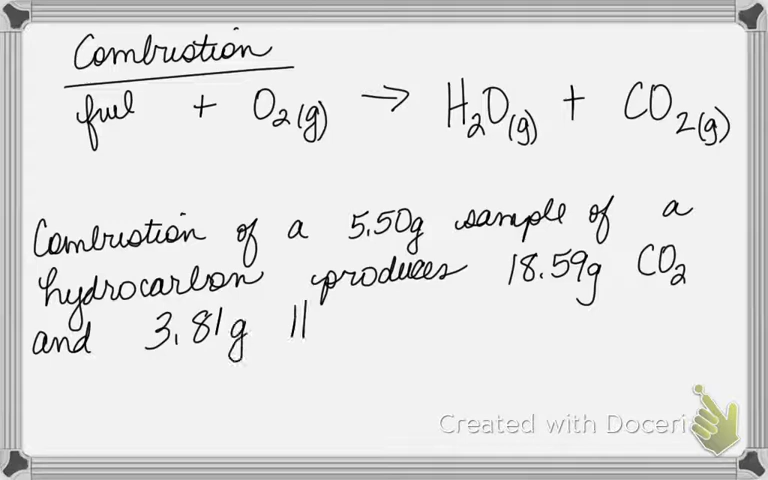 Combustion
fuel + O₂(g) → H₂O(g) + CO₂(g)
Combustion of a 5.50g sample of a
hydrocarbon produces 18.59g CO₂
and 3.81g
Created with Doceri